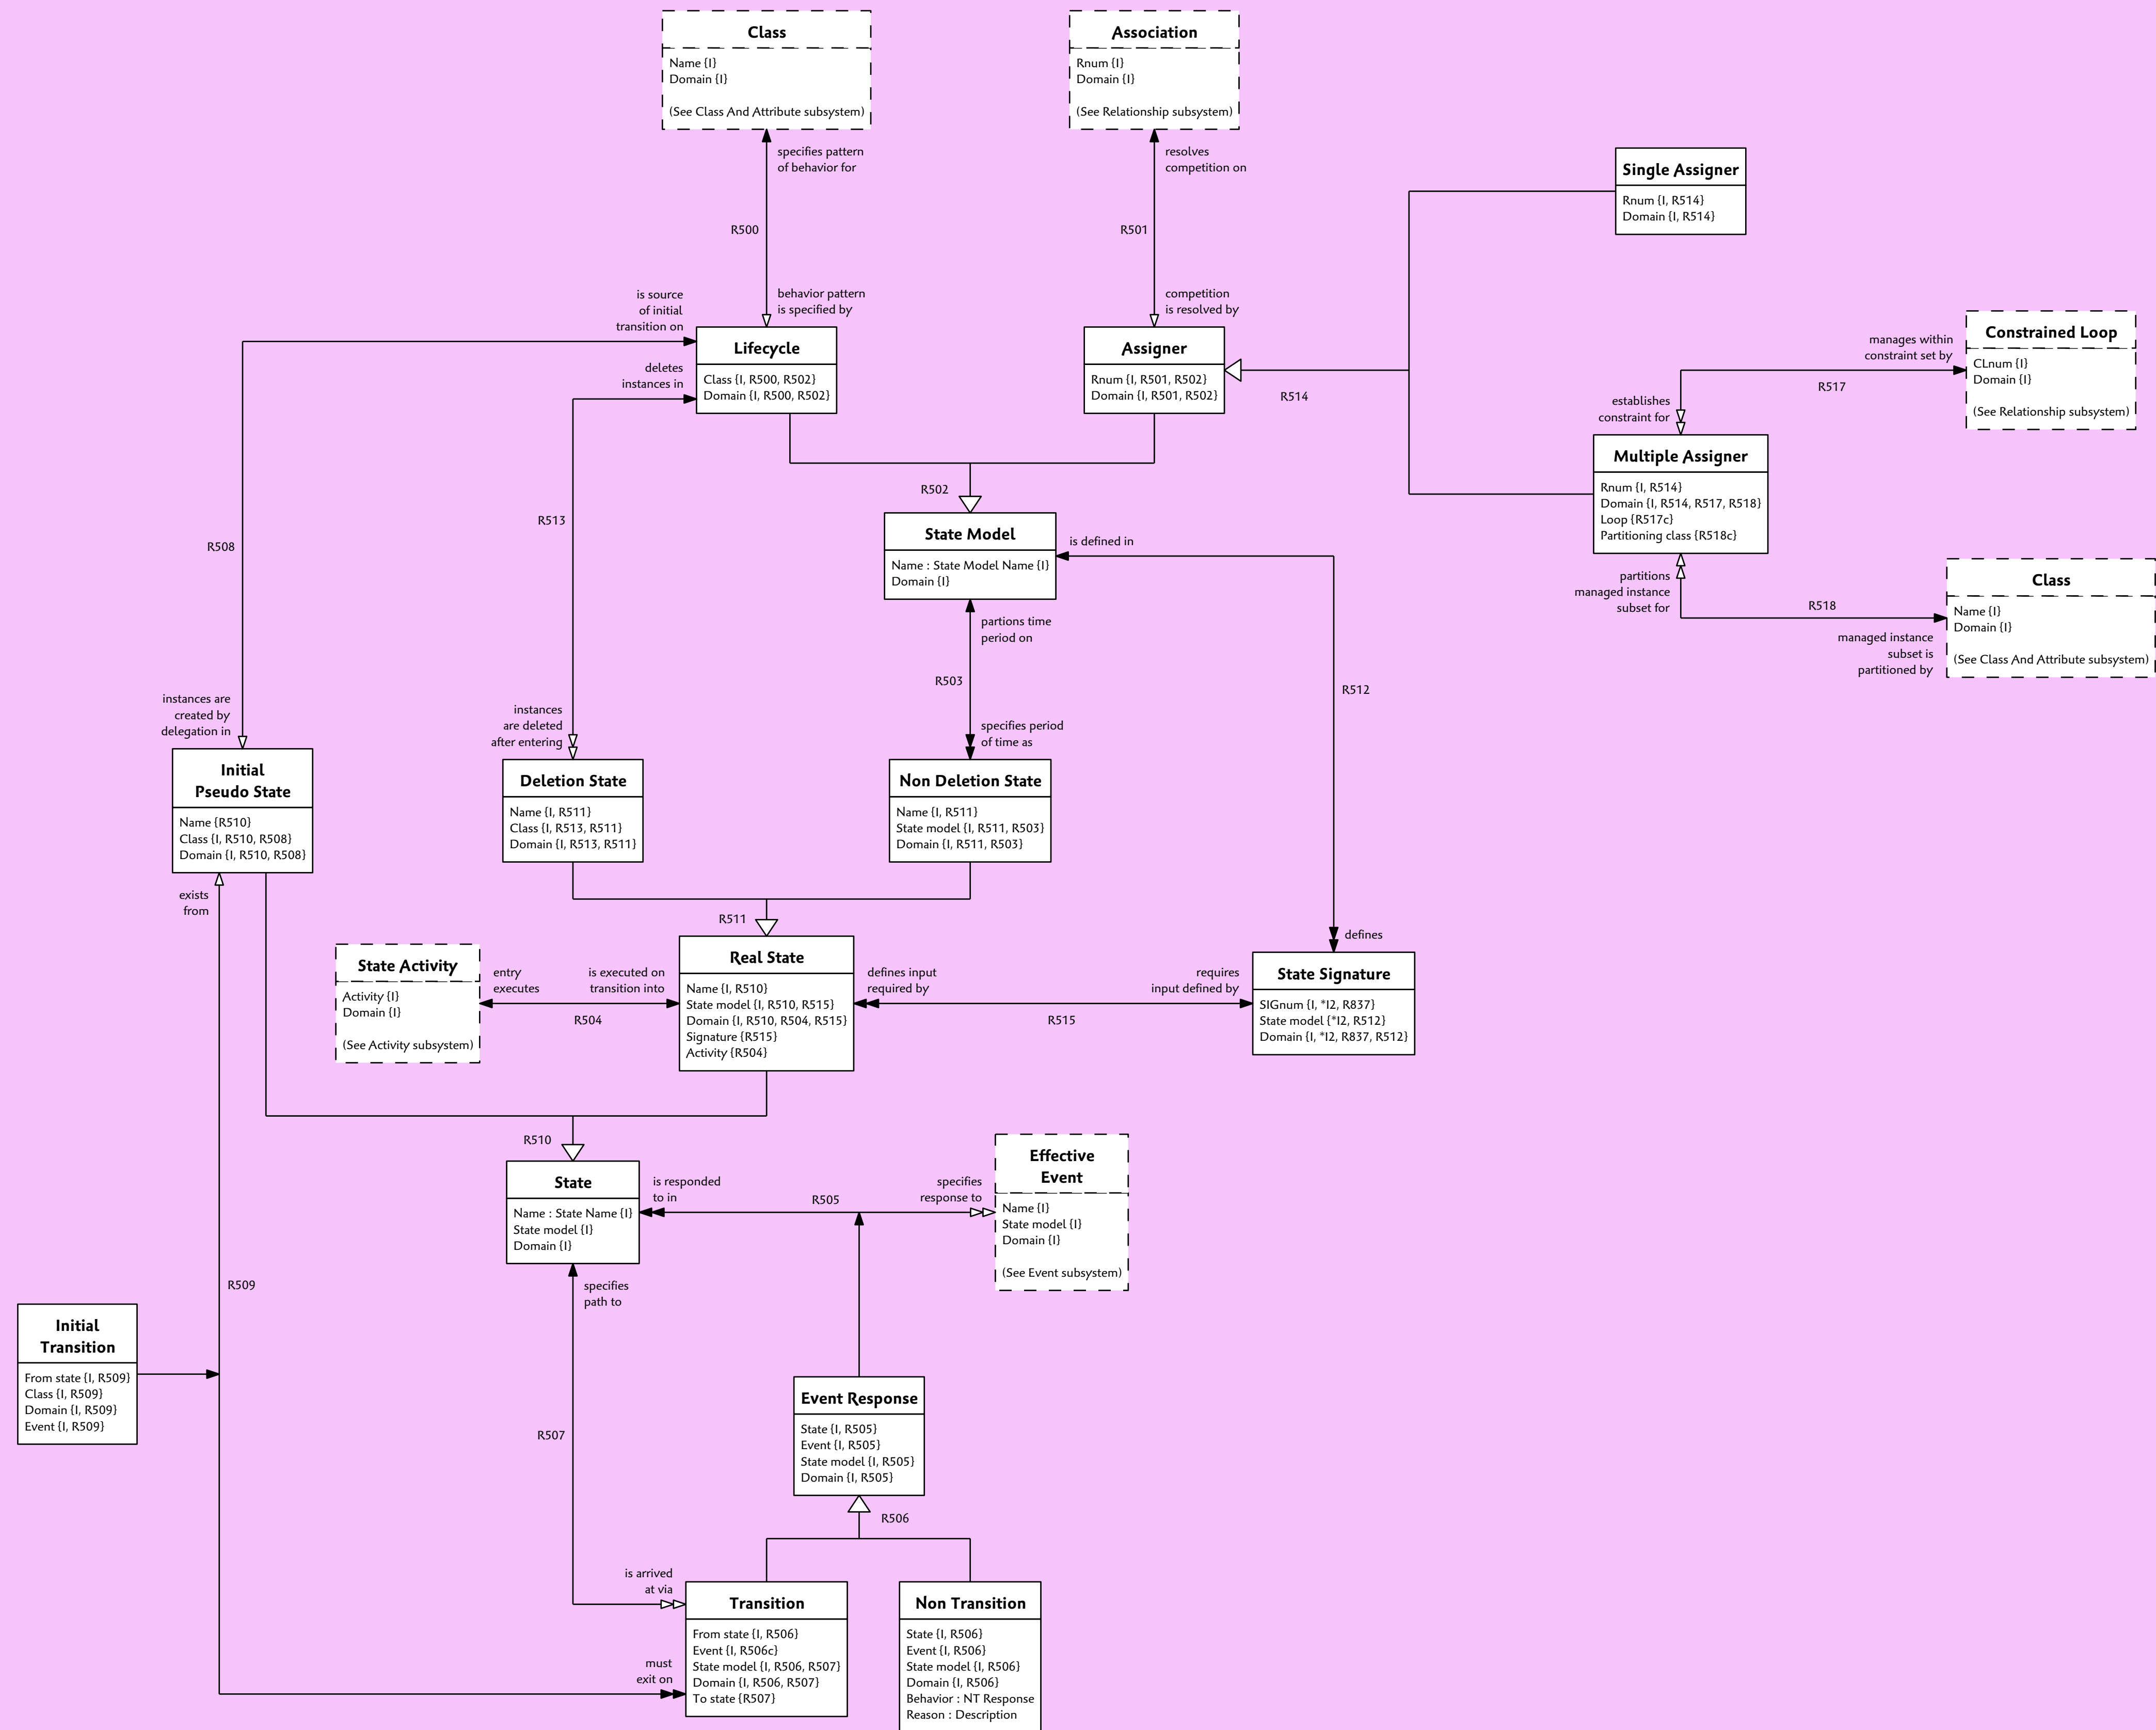 Class
Name {I}
Domain {I}
(See Class And Attribute subsystem)
Association
Rnum {I}
Domain {I}
(See Relationship subsystem)
specifies pattern
of behavior for
R500
behavior pattern
is specified by
resolves
competition on
R501
competition
is resolved by
Single Assigner
Rnum {I, R514}
Domain {I, R514}
is source
of initial
transition on
deletes
instances in
Lifecycle
Class {I, R500, R502}
Domain {I, R500, R502}
Assigner
Rnum {I, R501, R502}
Domain {I, R501, R502}
R514
manages within
constraint set by
R517
establishes
constraint for
Constrained Loop
CLnum {I}
Domain {I}
(See Relationship subsystem)
Multiple Assigner
Rnum {I, R514}
Domain {I, R514, R517, R518}
Loop {R517c}
Partitioning class {R518c}
partitions
managed instance
subset for
R518
managed instance
subset is
partitioned by
Class
Name {I}
Domain {I}
(See Class And Attribute subsystem)
R502
R508
R513
State Model
Name : State Model Name {I}
Domain {I}
is defined in
partions time
period on
R503
specifies period
of time as
R512
instances are
created by
delegation in
instances
are deleted
after entering
Initial
Pseudo State
Name {R510}
Class {I, R510, R508}
Domain {I, R510, R508}
Deletion State
Name {I, R511}
Class {I, R513, R511}
Domain {I, R513, R511}
Non Deletion State
Name {I, R511}
State model {I, R511, R503}
Domain {I, R511, R503}
exists
from
R511
defines
State Activity
Activity {I}
Domain {I}
(See Activity subsystem)
entry
executes
is executed on
transition into
R504
Real State
Name {I, R510}
State model {I, R510, R515}
Domain {I, R510, R504, R515}
Signature {R515}
Activity {R504}
defines input
required by
requires
input defined by
R515
State Signature
SIGnum {I, *I2, R837}
State model {*I2, R512}
Domain {I, *I2, R837, R512}
R510
State
Name : State Name {I}
State model {I}
Domain {I}
is responded
to in
R505
specifies
response to
Effective
Event
Name {I}
State model {I}
Domain {I}
(See Event subsystem)
specifies
path to
R509
Initial
Transition
From state {I, R509}
Class {I, R509}
Domain {I, R509}
Event {I, R509}
R507
Event Response
State {I, R505}
Event {I, R505}
State model {I, R505}
Domain {I, R505}
R506
is arrived
at via
must
exit on
Transition
From state {I, R506}
Event {I, R506c}
State model {I, R506, R507}
Domain {I, R506, R507}
To state {R507}
Non Transition
State {I, R506}
Event {I, R506}
State model {I, R506}
Domain {I, R506}
Behavior : NT Response
Reason : Description